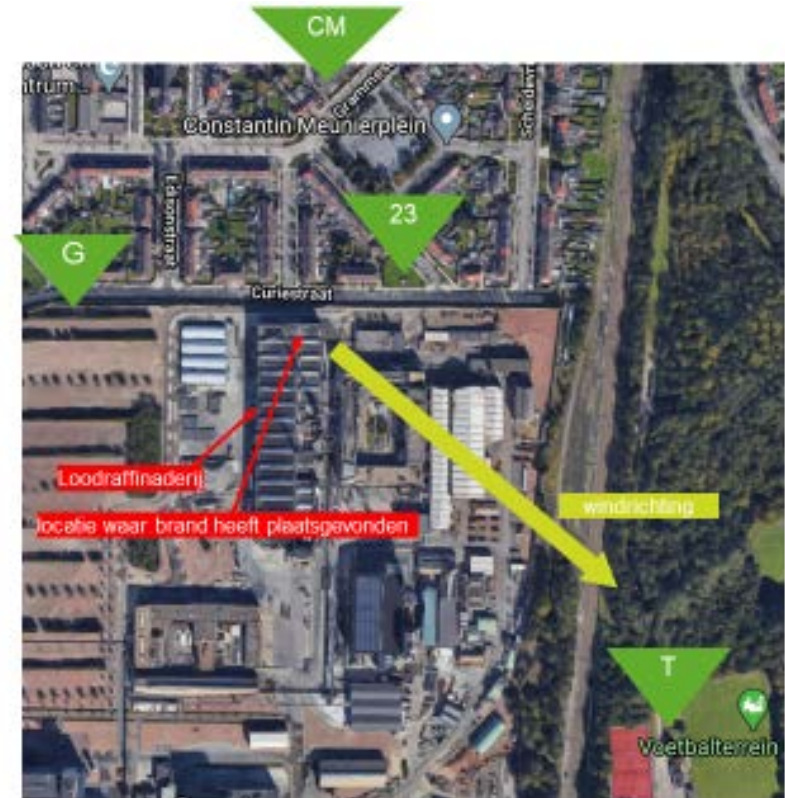 CM
Constantin Meunierplein
23
G
Curiestraat
Loodraffinaderij
locatie waar brand heeft plaatsgevonden
windrichting
T
Voetbalterrein